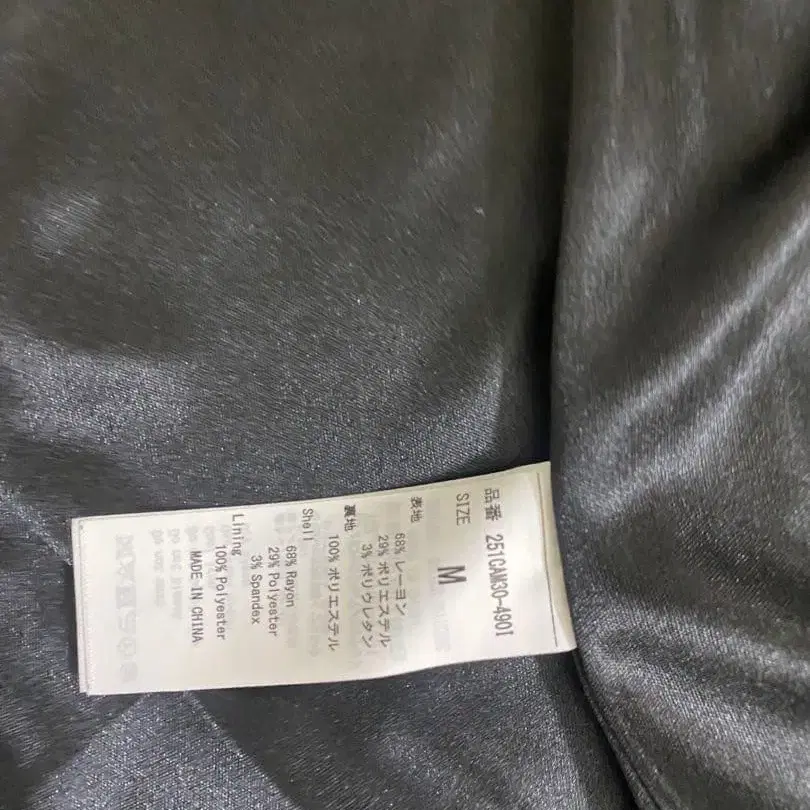 品番 251CAM30-490I
SIZE M
表地
68% レーヨン
29% ポリエステル
3% ポリウレタン
裏地
100% ポリエステル
Shell
68% Rayon
29% Polyester
3% Spandex
Lining
100% Polyester
MADE IN CHINA